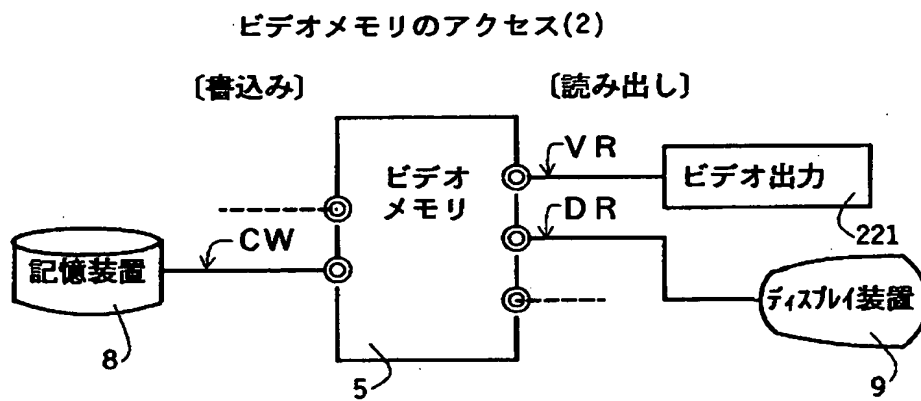 ビデオメモリのアクセス(2)
〔書込み〕
〔読み出し〕
ビデオ
メモリ
VR
ビデオ出力
221
DR
CW
記憶装置
8
5
ディスプレイ装置
9